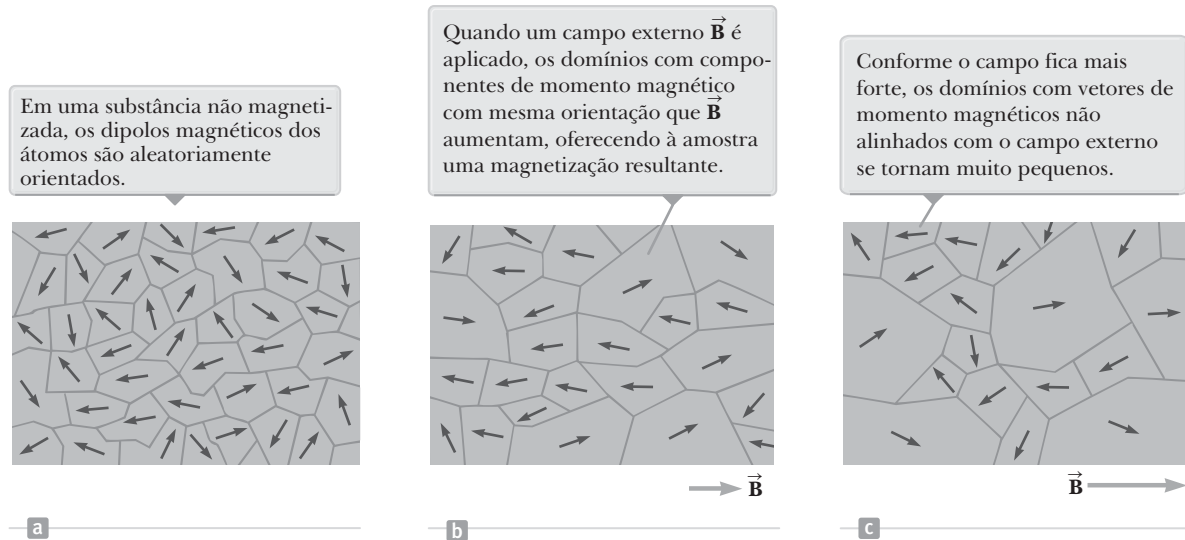 Em uma substância não magneti-
zada, os dipolos magnéticos dos
átomos são aleatoriamente
orientados.
Quando um campo externo B⃗ é
aplicado, os domínios com compo-
nentes de momento magnético
com mesma orientação que B⃗
aumentam, oferecendo à amostra
uma magnetização resultante.
Conforme o campo fica mais
forte, os domínios com vetores de
momento magnéticos não
alinhados com o campo externo
se tornam muito pequenos.
B⃗
B⃗
a
b
c